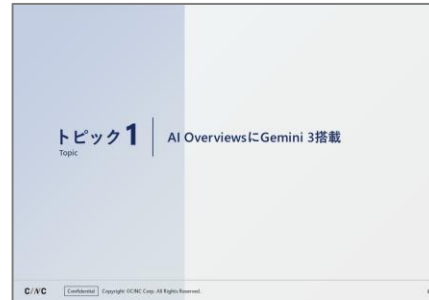 トピック 1
Topic
AI OverviewsにGemini 3搭載
C/NC
Confidential
Copyright ©CINC Corp. All Rights Reserved.